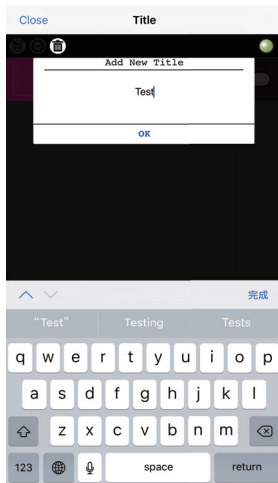 Close Title
Add New Title
Test
OK
完成
“Test” Testing Tests
q w e r t y u i o p
a s d f g h j k l
z x c v b n m
123 space return